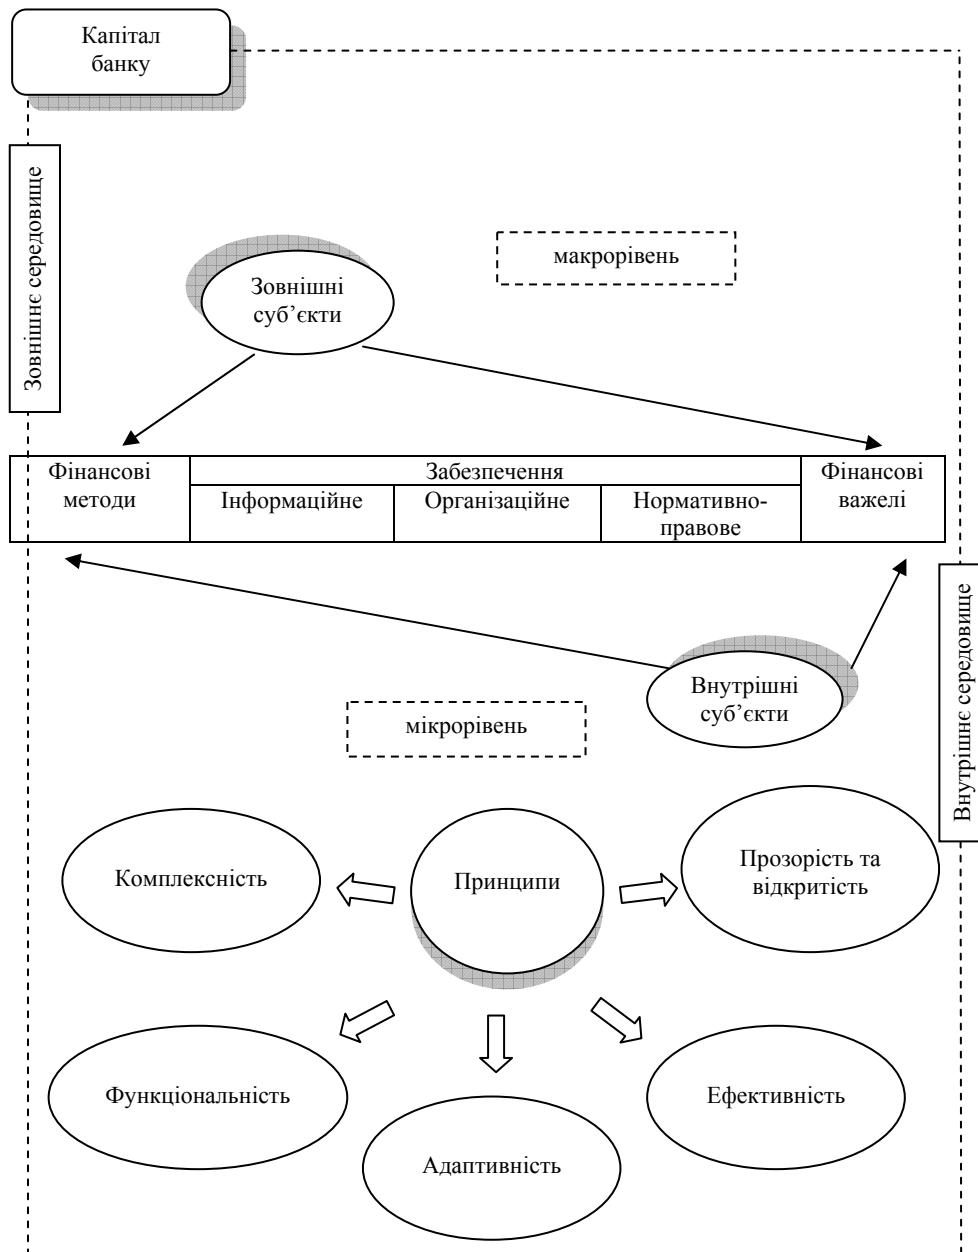 Капітал
банку
Зовнішнє середовище
макрорівень
Зовнішні
суб’єкти
Фінансові
методи
Забезпечення
Інформаційне
Організаційне
Нормативно-
правове
Фінансові
важелі
Внутрішнє середовище
Внутрішні
суб’єкти
мікрорівень
Комплексність
Принципи
Прозорість та
відкритість
Функціональність
Адаптивність
Ефективність